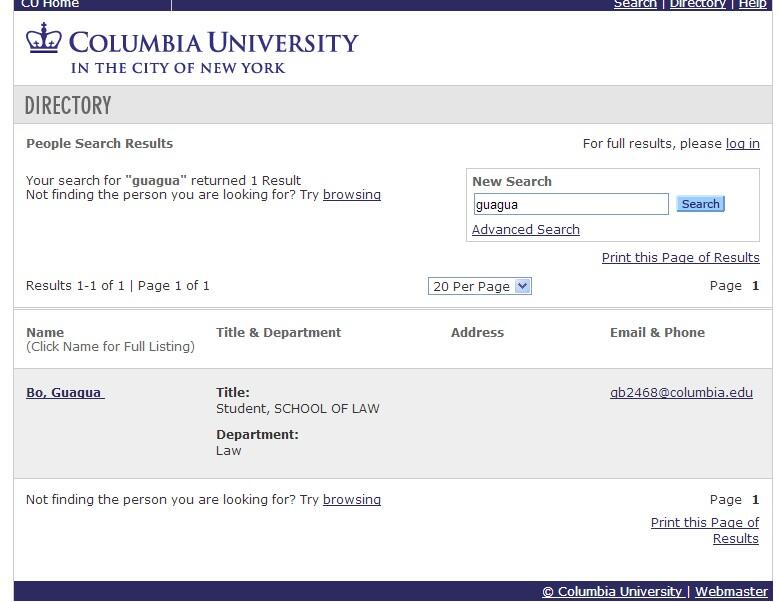 CU Home
Search | Directory | Help
COLUMBIA UNIVERSITY
IN THE CITY OF NEW YORK
DIRECTORY
People Search Results
For full results, please log in
Your search for "guagua" returned 1 Result
Not finding the person you are looking for? Try browsing
New Search
guagua
Search
Advanced Search
Print this Page of Results
Results 1-1 of 1 | Page 1 of 1
20 Per Page
Page 1
Name
(Click Name for Full Listing)
Title & Department
Address
Email & Phone
Bo, Guagua
Title:
Student, SCHOOL OF LAW
Department:
Law
gb2468@columbia.edu
Not finding the person you are looking for? Try browsing
Page 1
Print this Page of
Results
© Columbia University | Webmaster